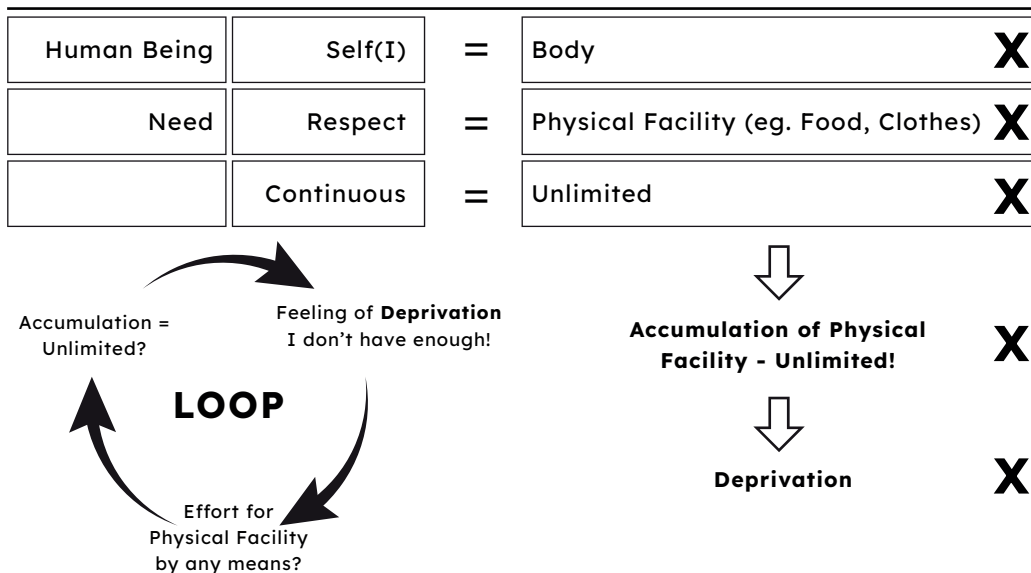 Human Being Self(I) = Body X
Need Respect = Physical Facility (eg. Food, Clothes) X
Continuous = Unlimited X
Accumulation =
Unlimited?
Feeling of Deprivation
I don't have enough!
LOOP
Effort for
Physical Facility
by any means?
Accumulation of Physical
Facility - Unlimited!
X
Deprivation X